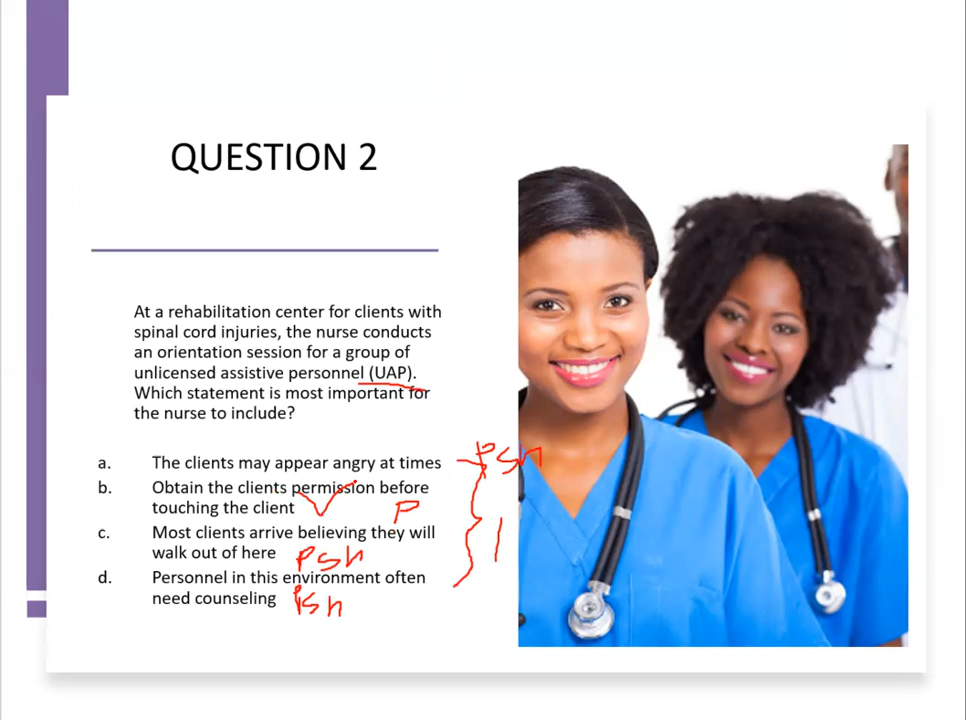 QUESTION 2
At a rehabilitation center for clients with
spinal cord injuries, the nurse conducts
an orientation session for a group of
unlicensed assistive personnel (UAP).
Which statement is most important for
the nurse to include?
a. The clients may appear angry at times
psh
b. Obtain the clients permission before
touching the client
P
c. Most clients arrive believing they will
walk out of here
psh
d. Personnel in this environment often
need counseling